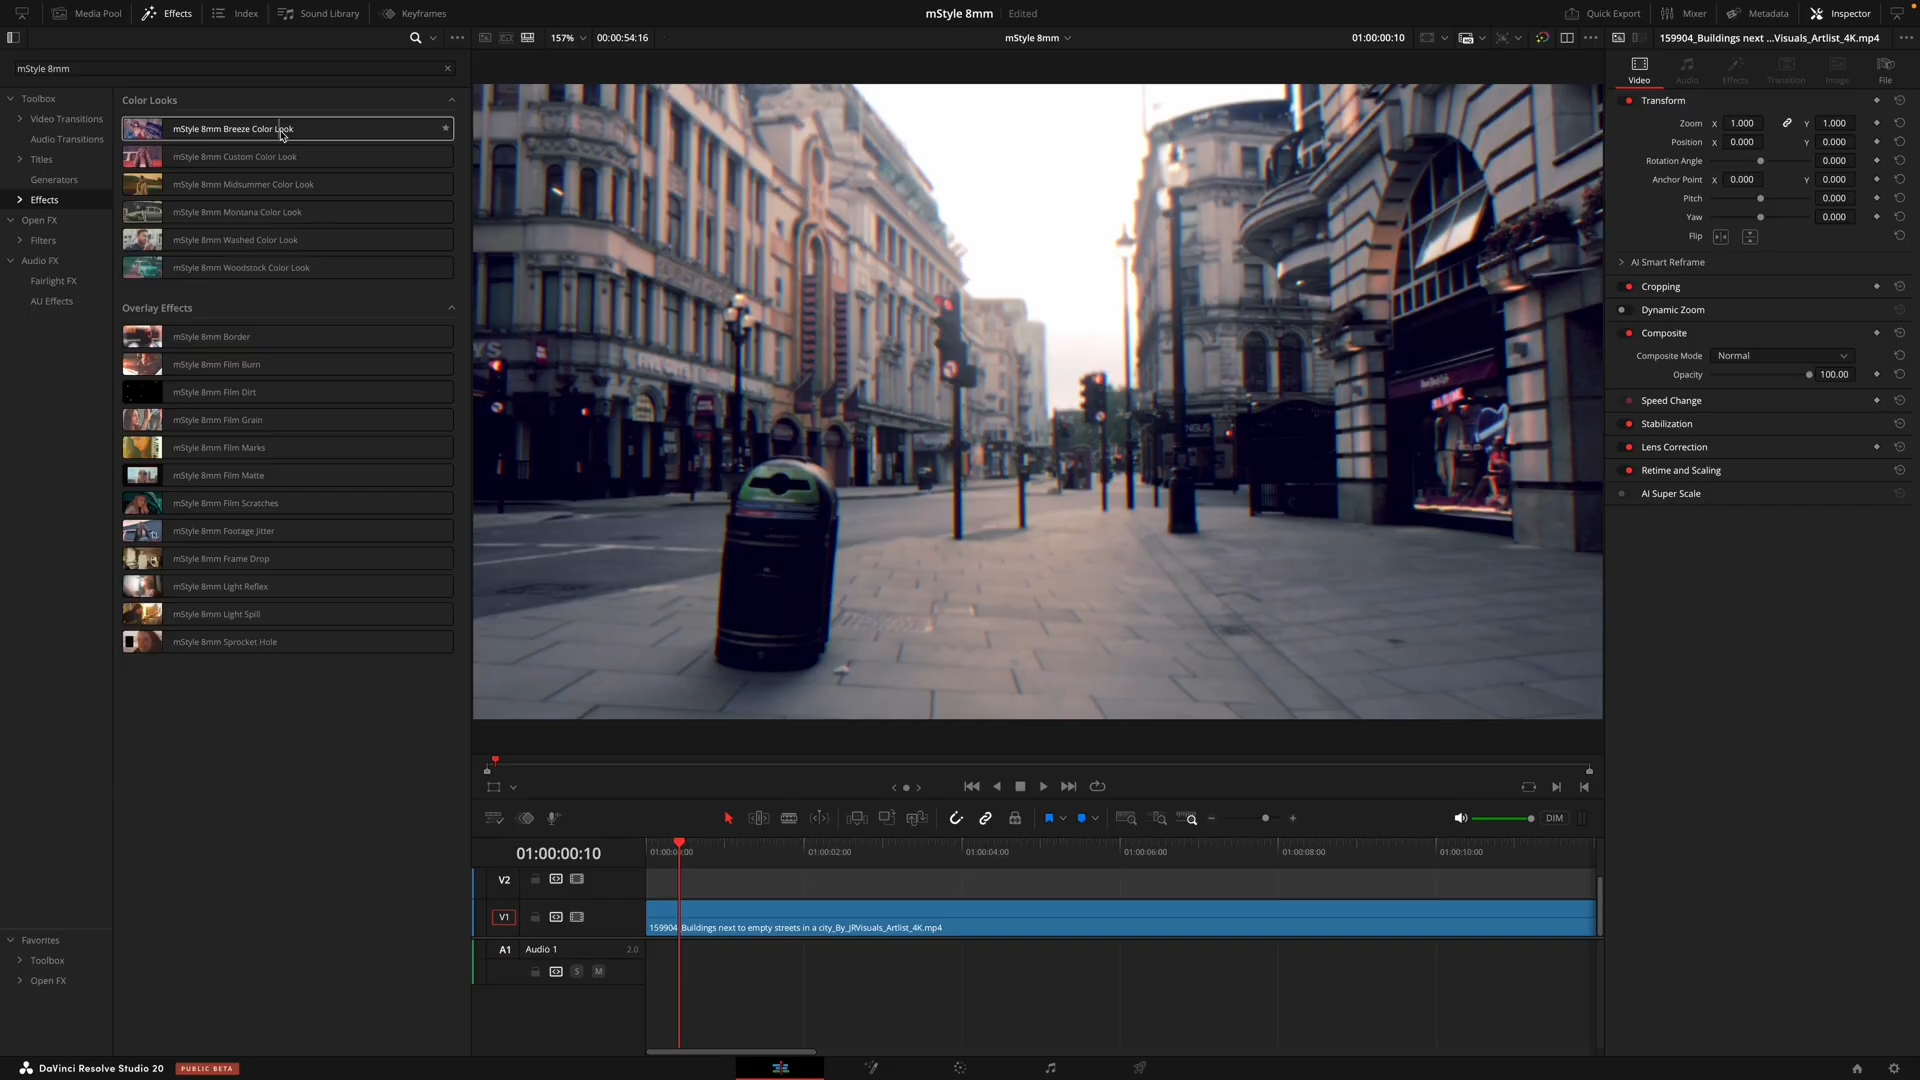 Media Pool
Effects
Index
Sound Library
Keyframes
mStyle 8mm
Edited
Quick Export
Mixer
Metadata
Inspector
157%
00:00:54:16
mStyle 8mm
01:00:00:10
159904_Buildings next ...Visuals_Artlist_4K.mp4
mStyle 8mm
Toolbox
Video Transitions
Audio Transitions
Titles
Generators
Effects
Open FX
Filters
Audio FX
Fairlight FX
AU Effects
Color Looks
mStyle 8mm Breeze Color Look
mStyle 8mm Custom Color Look
mStyle 8mm Midsummer Color Look
mStyle 8mm Montana Color Look
mStyle 8mm Washed Color Look
mStyle 8mm Woodstock Color Look
Overlay Effects
mStyle 8mm Border
mStyle 8mm Film Burn
mStyle 8mm Film Dirt
mStyle 8mm Film Grain
mStyle 8mm Film Marks
mStyle 8mm Film Matte
mStyle 8mm Film Scratches
mStyle 8mm Footage Jitter
mStyle 8mm Frame Drop
mStyle 8mm Light Reflex
mStyle 8mm Light Spill
mStyle 8mm Sprocket Hole
Favorites
Toolbox
Open FX
Video
Audio
Effects
Transition
Image
File
Transform
Zoom X 1.000 Y 1.000
Position X 0.000 Y 0.000
Rotation Angle 0.000
Anchor Point X 0.000 Y 0.000
Pitch 0.000
Yaw 0.000
Flip
AI Smart Reframe
Cropping
Dynamic Zoom
Composite
Composite Mode Normal
Opacity 100.00
Speed Change
Stabilization
Lens Correction
Retime and Scaling
AI Super Scale
DIM
01:00:00:10
01:00:02:00
01:00:04:00
01:00:06:00
01:00:08:00
01:00:10:00
V2
V1
159904_Buildings next to empty streets in a city_By_JRVisuals_Artlist_4K.mp4
A1 Audio 1 2.0
S M
DaVinci Resolve Studio 20
PUBLIC BETA